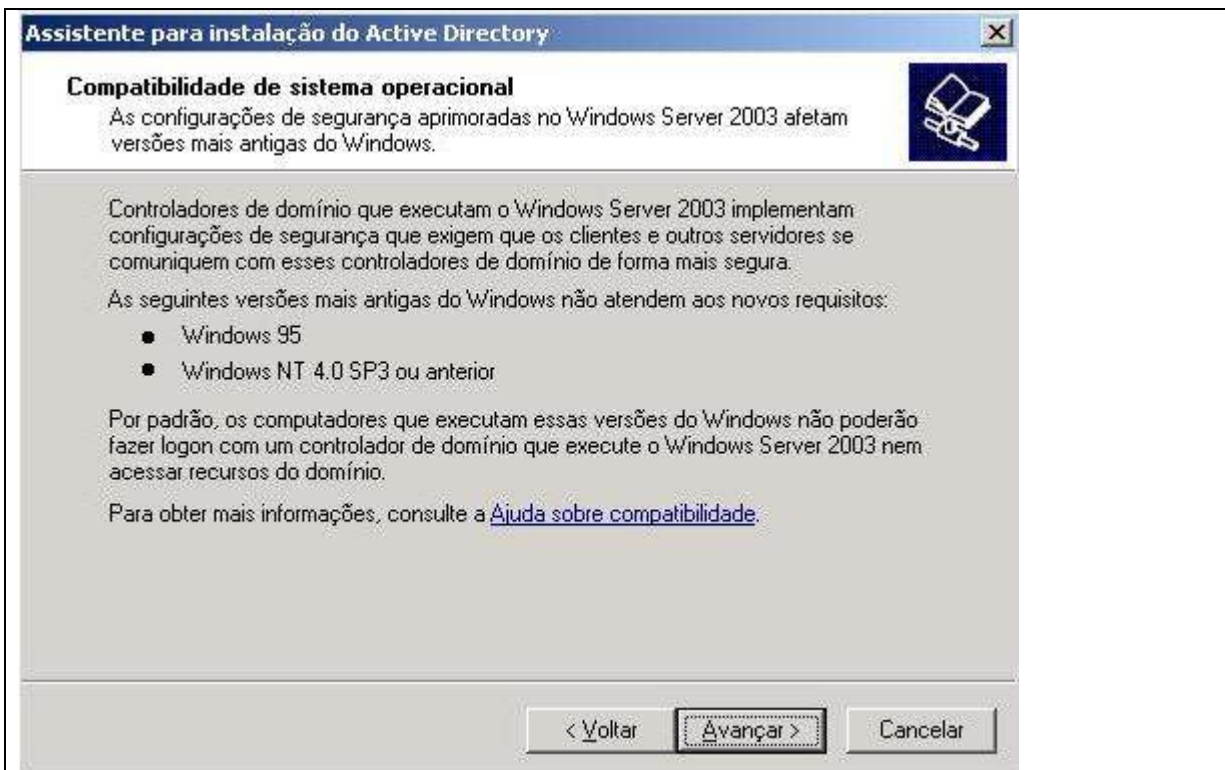 Assistente para instalação do Active Directory
Compatibilidade de sistema operacional
As configurações de segurança aprimoradas no Windows Server 2003 afetam
versões mais antigas do Windows.
Controladores de domínio que executam o Windows Server 2003 implementam
configurações de segurança que exigem que os clientes e outros servidores se
comuniquem com esses controladores de domínio de forma mais segura.
As seguintes versões mais antigas do Windows não atendem aos novos requisitos:
● Windows 95
● Windows NT 4.0 SP3 ou anterior
Por padrão, os computadores que executam essas versões do Windows não poderão
fazer logon com um controlador de domínio que execute o Windows Server 2003 nem
acessar recursos do domínio.
Para obter mais informações, consulte a Ajuda sobre compatibilidade.
< Voltar Avançar > Cancelar